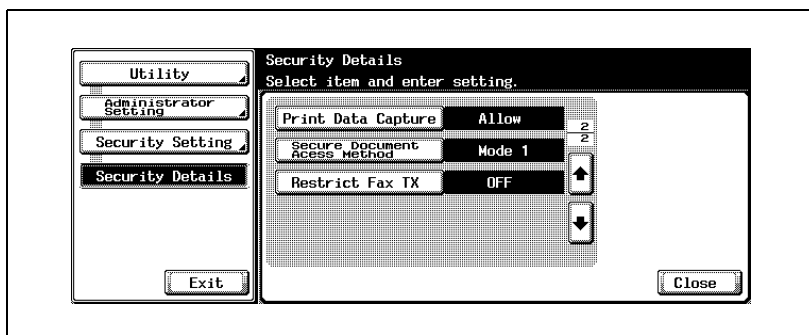 Utility
Administrator
Setting
Security Setting
Security Details
Exit
Security Details
Select item and enter setting.
Print Data Capture
Allow
Secure Document
Acess Method
Mode 1
Restrict Fax TX
OFF
2
2
Close